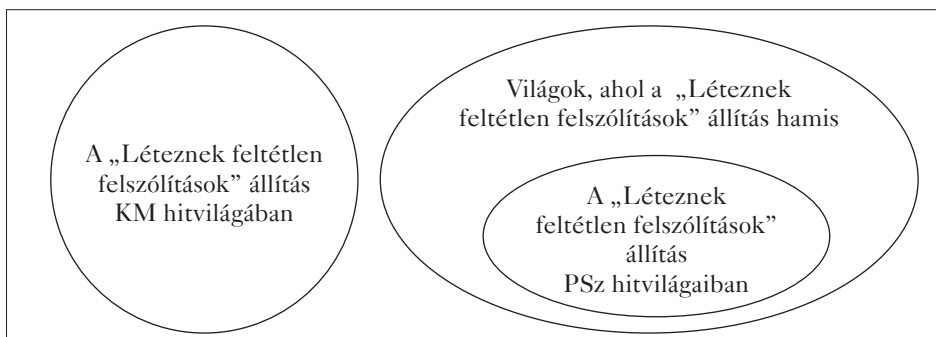 A „Léteznek feltétlen
felszólítások” állítás
KM hitvilágában
Világok, ahol a „Léteznek
feltétlen felszólítások” állítás hamis
A „Léteznek
feltétlen felszólítások”
állítás
PSz hitvilágaiban